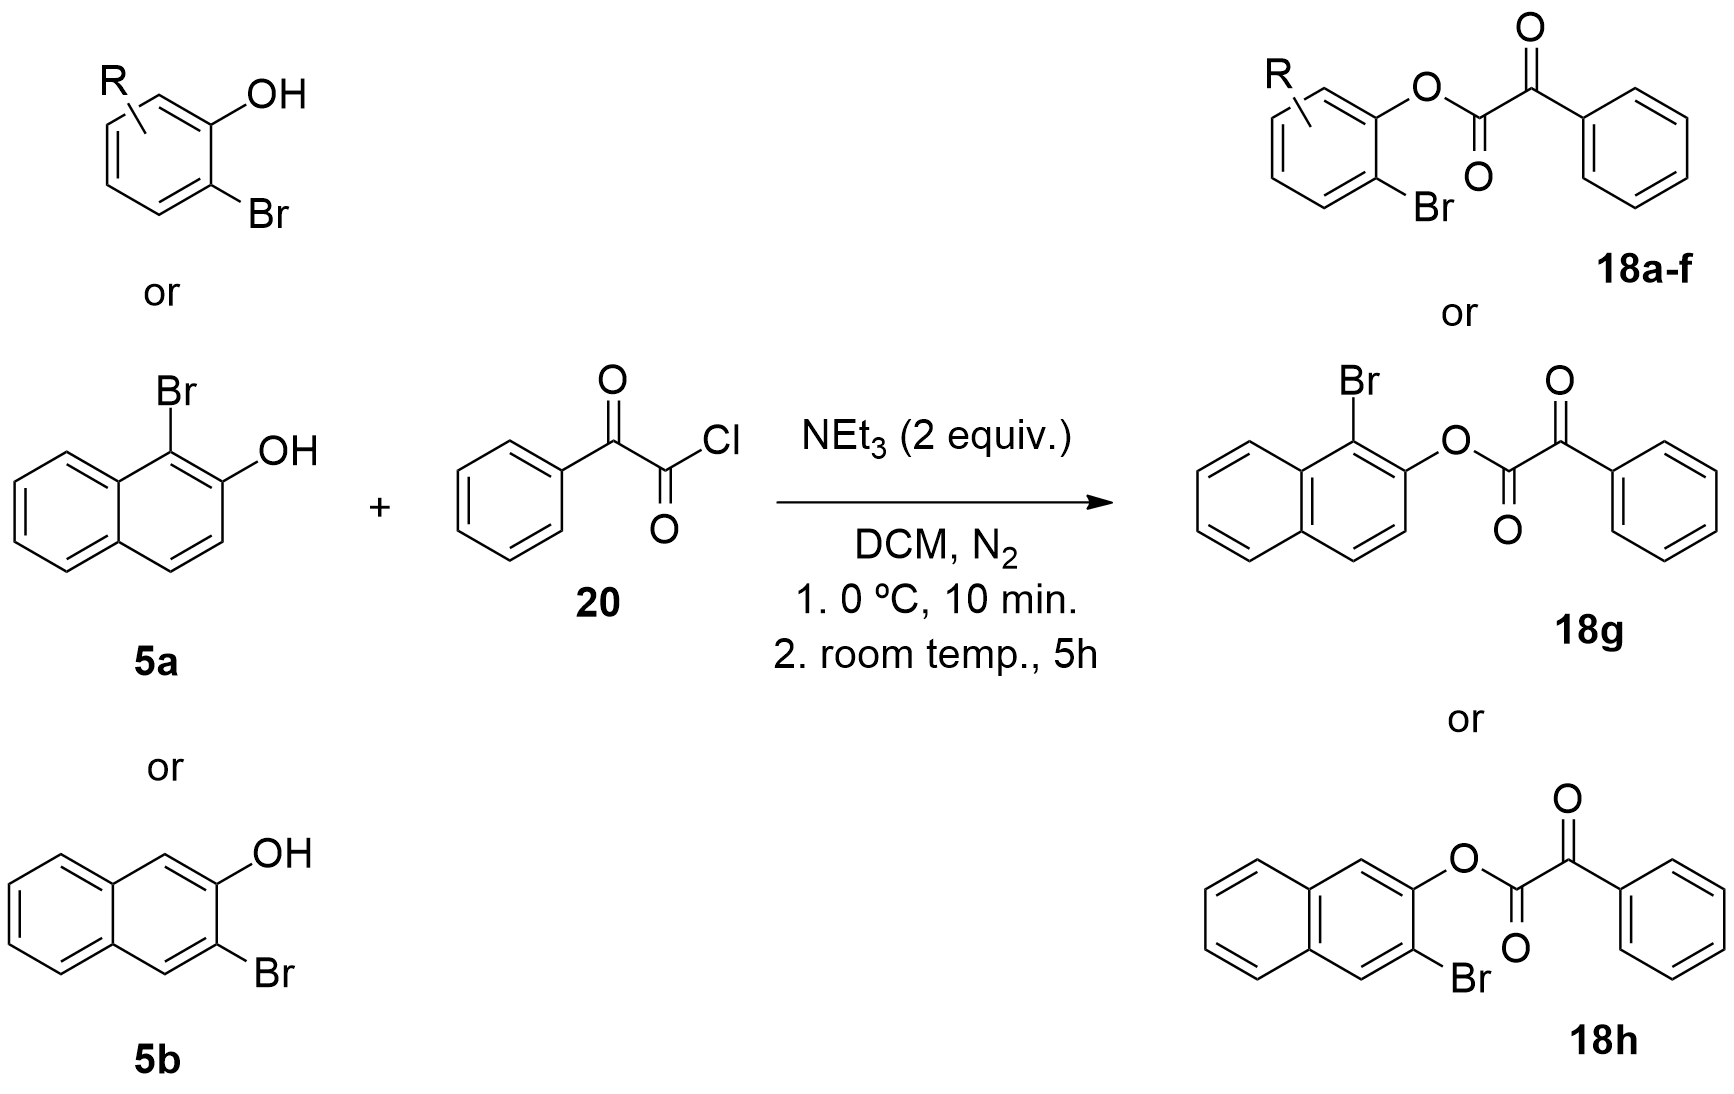 R
OH
Br
or
Br
OH
5a
or
OH
Br
5b
+
O
Cl
O
20
NEt3 (2 equiv.)
DCM, N2
1. 0 ºC, 10 min.
2. room temp., 5h
R
O
O
O
Br
18a-f
or
Br
O
O
O
18g
or
O
O
O
Br
18h